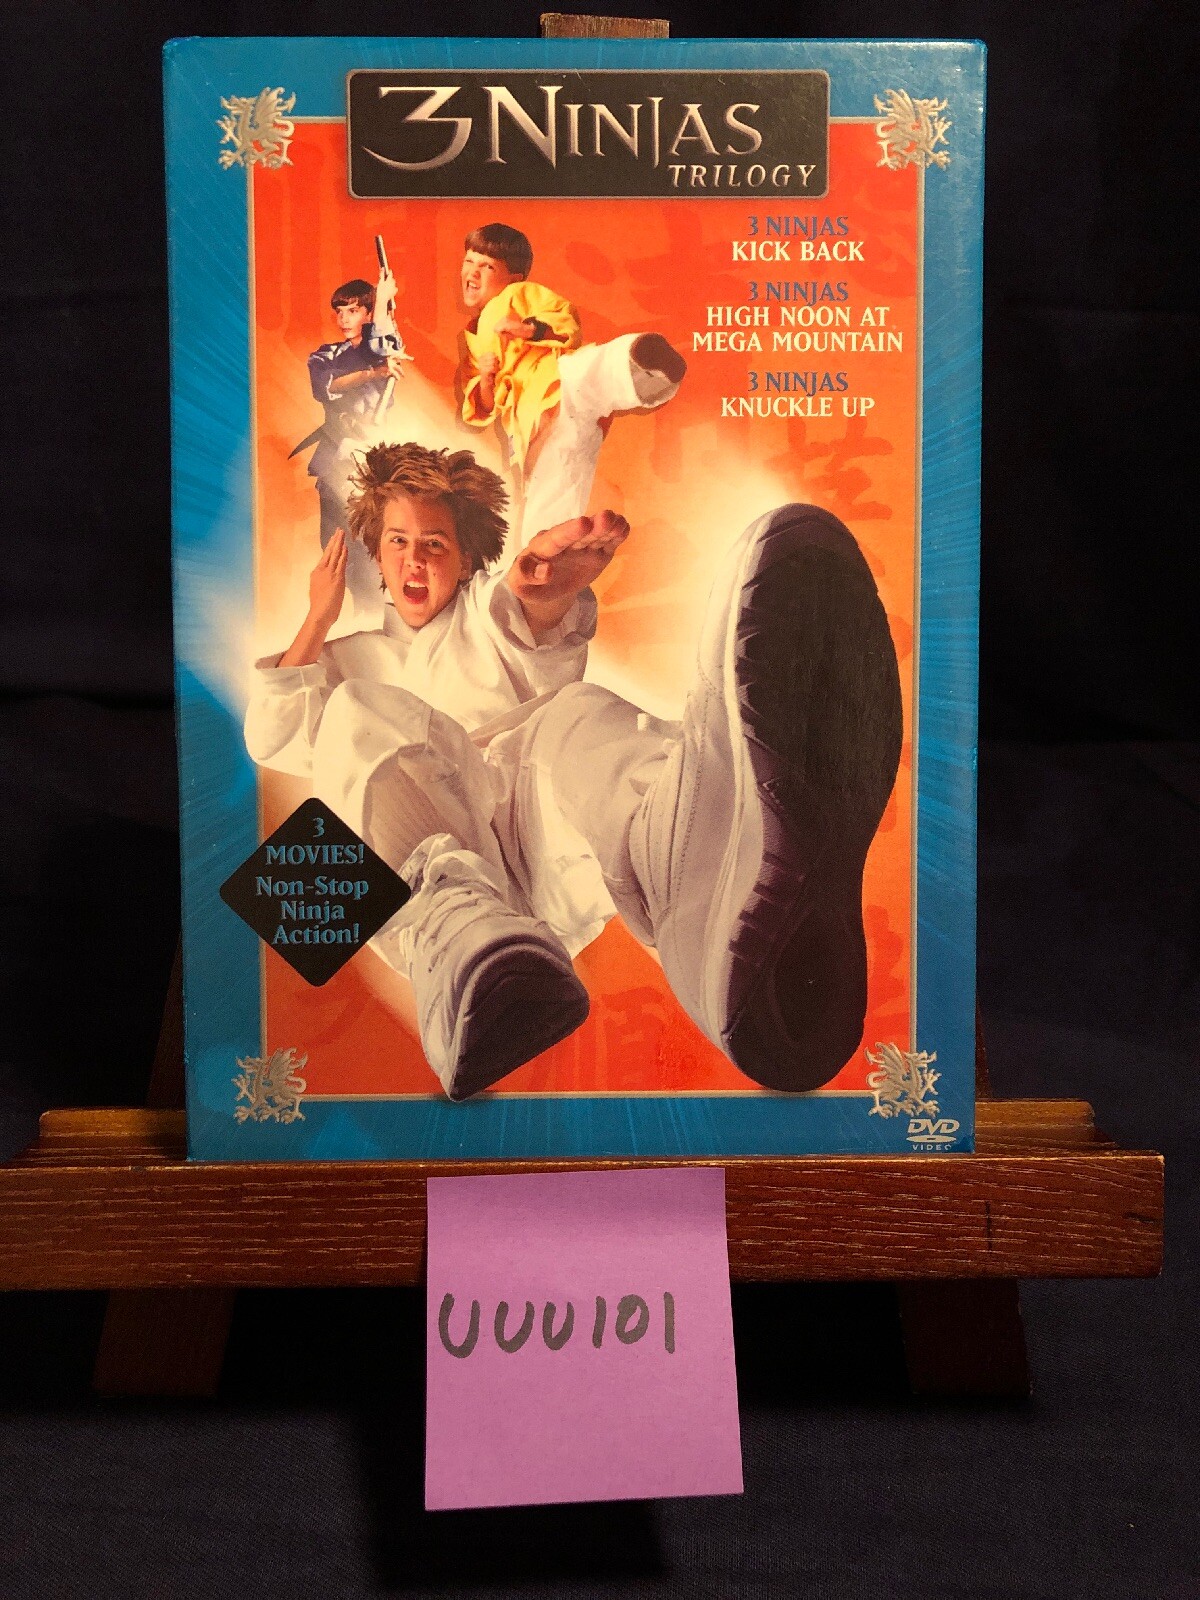 3 NINJAS
TRILOGY
3 NINJAS
KICK BACK
3 NINJAS
HIGH NOON AT
MEGA MOUNTAIN
3 NINJAS
KNUCKLE UP
3
MOVIES!
Non-Stop
Ninja
Action!
DVD
VIDEO
UUU101